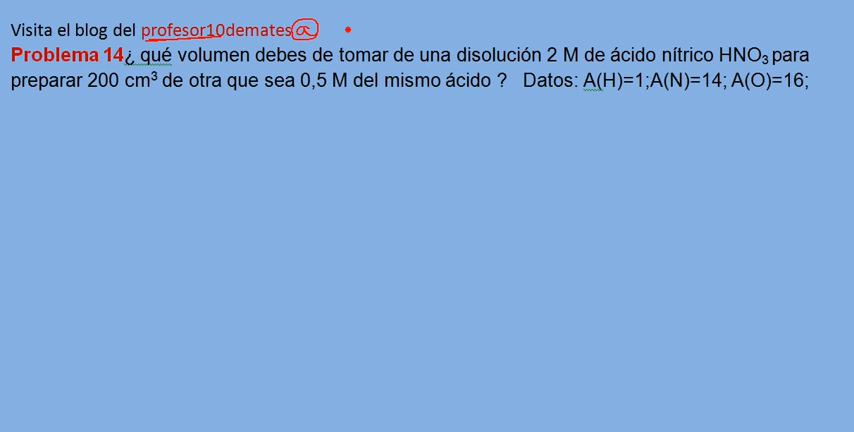 Visita el blog del profesor10demates@
Problema 14¿ qué volumen debes de tomar de una disolución 2 M de ácido nítrico HNO₃ para
preparar 200 cm³ de otra que sea 0,5 M del mismo ácido ? Datos: A(H)=1;A(N)=14; A(O)=16;